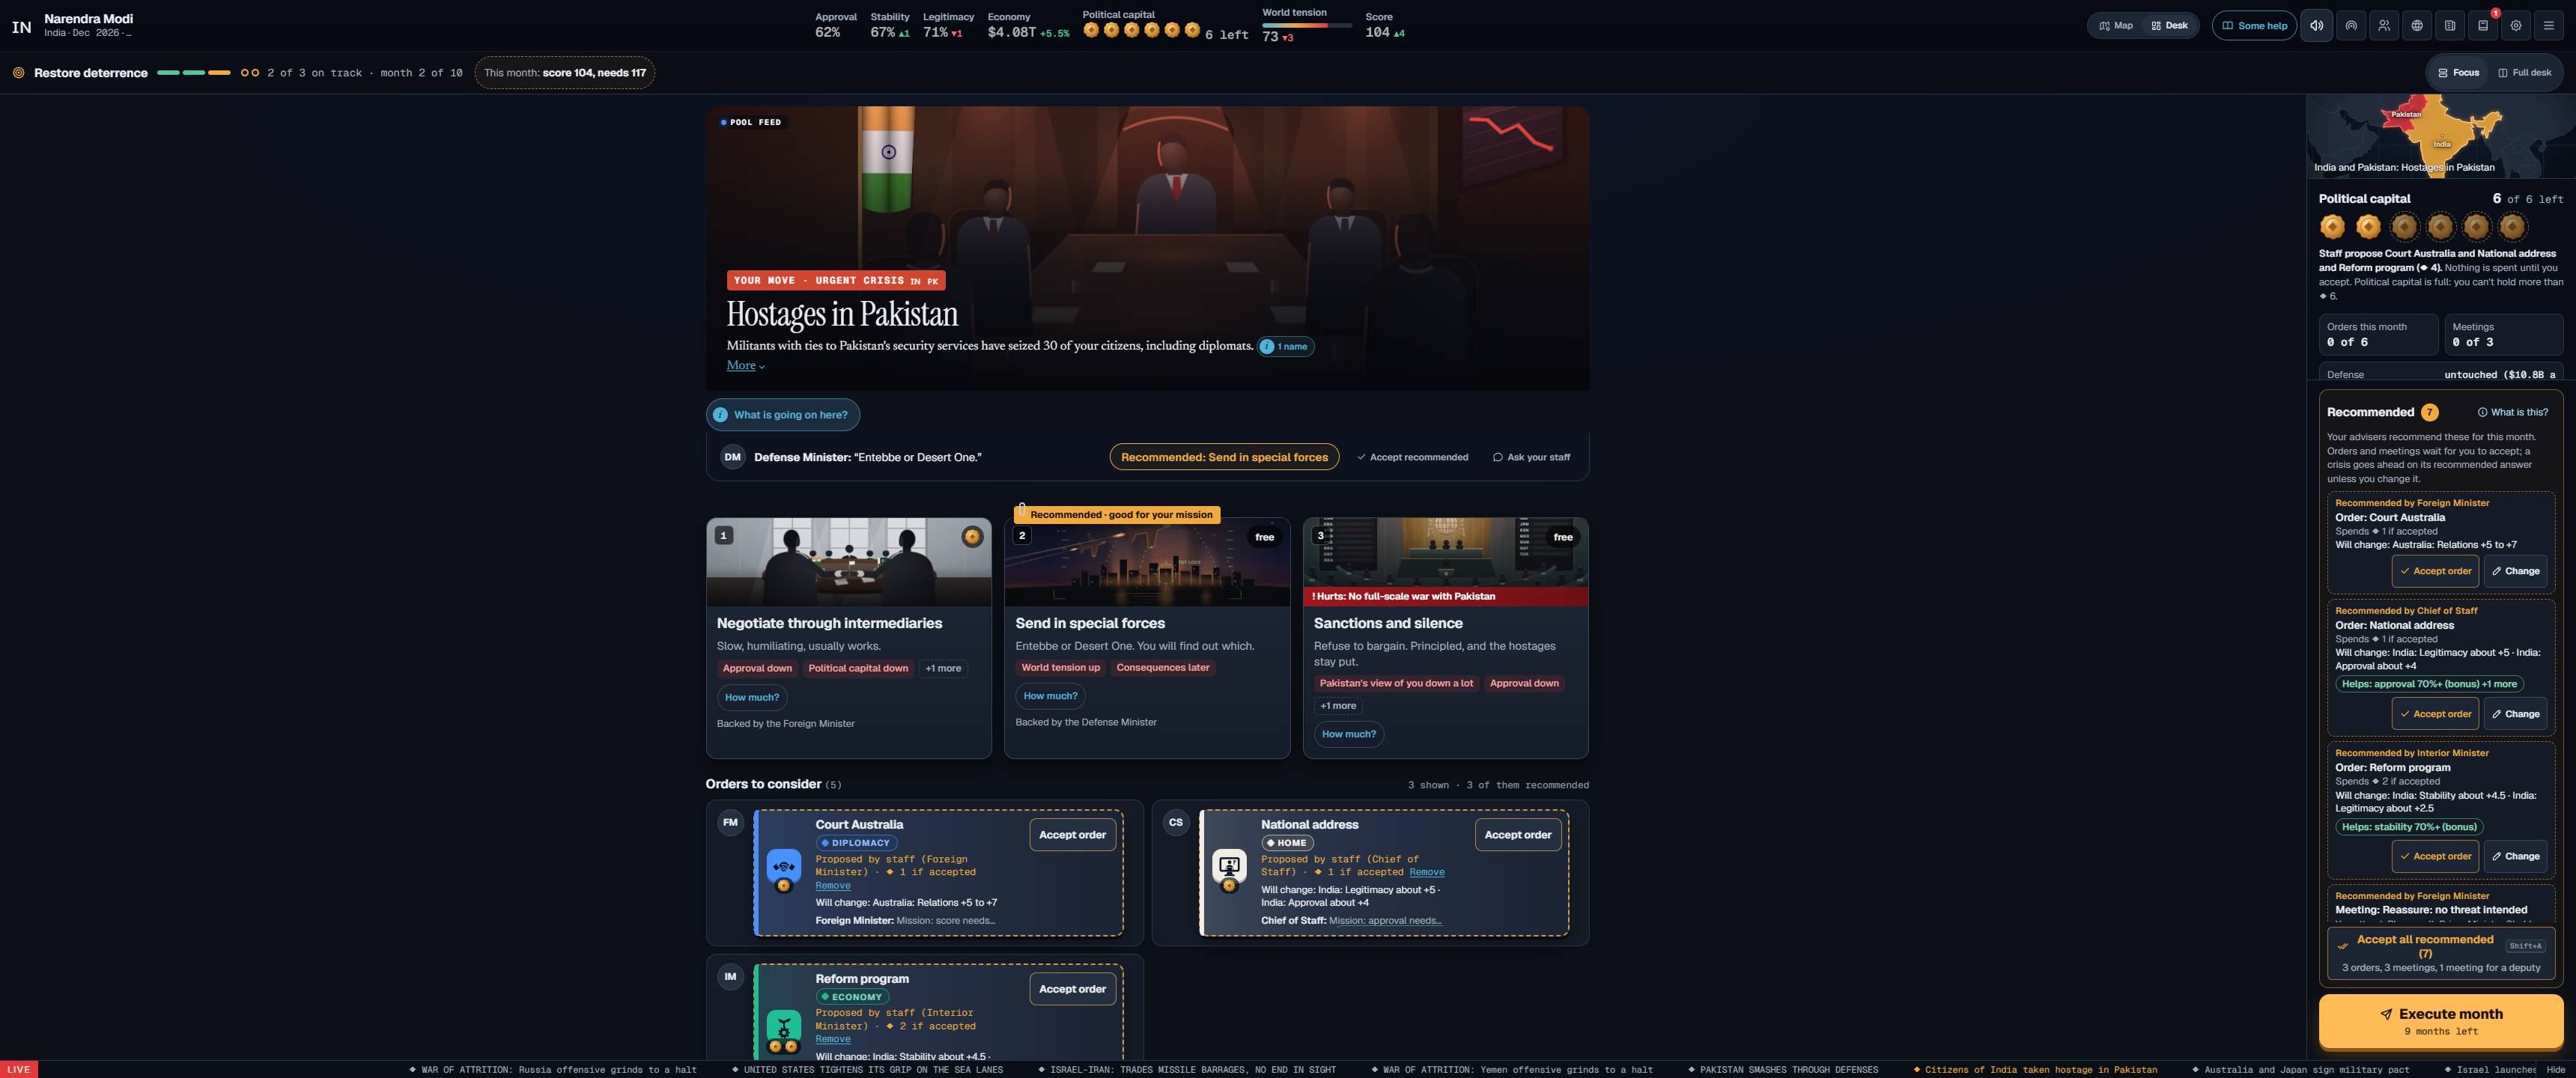 IN
Narendra Modi
India · Dec 2026 · …
Approval
62%
Stability
67% ▲1
Legitimacy
71% ▼1
Economy
$4.08T +5.5%
Political capital
6 left
World tension
73 ▼3
Score
104 ▲4
Map
Desk
Some help
1
Restore deterrence
2 of 3 on track · month 2 of 10
This month: score 104, needs 117
Focus
Full desk
POOL FEED
YOUR MOVE · URGENT CRISIS IN PK
Hostages in Pakistan
Militants with ties to Pakistan's security services have seized 30 of your citizens, including diplomats.
i 1 name
More
i What is going on here?
DM
Defense Minister: “Entebbe or Desert One.”
Recommended: Send in special forces
Accept recommended
Ask your staff
1
Negotiate through intermediaries
Slow, humiliating, usually works.
Approval down
Political capital down
+1 more
How much?
Backed by the Foreign Minister
Recommended · good for your mission
2
free
Send in special forces
Entebbe or Desert One. You will find out which.
World tension up
Consequences later
How much?
Backed by the Defense Minister
3
free
! Hurts: No full-scale war with Pakistan
Sanctions and silence
Refuse to bargain. Principled, and the hostages
stay put.
Pakistan's view of you down a lot
Approval down
+1 more
How much?
Orders to consider (5)
3 shown · 3 of them recommended
FM
Court Australia
DIPLOMACY
Proposed by staff (Foreign
Minister) · ◆ 1 if accepted
Remove
Will change: Australia: Relations +5 to +7
Foreign Minister: Mission: score needs…
Accept order
CS
National address
HOME
Proposed by staff (Chief of
Staff) · ◆ 1 if accepted Remove
Will change: India: Legitimacy about +5 ·
India: Approval about +4
Chief of Staff: Mission: approval needs…
Accept order
IM
Reform program
ECONOMY
Proposed by staff (Interior
Minister) · ◆ 2 if accepted
Remove
Will change: India: Stability about +4.5 ·
Accept order
Pakistan
India
India and Pakistan: Hostages in Pakistan
Political capital
6 of 6 left
Staff propose Court Australia and National address
and Reform program (◆ 4). Nothing is spent until you
accept. Political capital is full: you can't hold more than
◆ 6.
Orders this month
0 of 6
Meetings
0 of 3
Defense
untouched ($10.8B a
Recommended 7
What is this?
Your advisers recommend these for this month.
Orders and meetings wait for you to accept; a
crisis goes ahead on its recommended answer
unless you change it.
Recommended by Foreign Minister
Order: Court Australia
Spends ◆ 1 if accepted
Will change: Australia: Relations +5 to +7
Accept order
Change
Recommended by Chief of Staff
Order: National address
Spends ◆ 1 if accepted
Will change: India: Legitimacy about +5 · India:
Approval about +4
Helps: approval 70%+ (bonus) +1 more
Accept order
Change
Recommended by Interior Minister
Order: Reform program
Spends ◆ 2 if accepted
Will change: India: Stability about +4.5 · India:
Legitimacy about +2.5
Helps: stability 70%+ (bonus)
Accept order
Change
Recommended by Foreign Minister
Meeting: Reassure: no threat intended
Accept all recommended
(7)
Shift+A
3 orders, 3 meetings, 1 meeting for a deputy
Execute month
9 months left
LIVE
◆ WAR OF ATTRITION: Russia offensive grinds to a halt
◆ UNITED STATES TIGHTENS ITS GRIP ON THE SEA LANES
◆ ISRAEL-IRAN: TRADES MISSILE BARRAGES, NO END IN SIGHT
◆ WAR OF ATTRITION: Yemen offensive grinds to a halt
◆ PAKISTAN SMASHES THROUGH DEFENSES
◆ Citizens of India taken hostage in Pakistan
◆ Australia and Japan sign military pact
◆ Israel launches
Hide